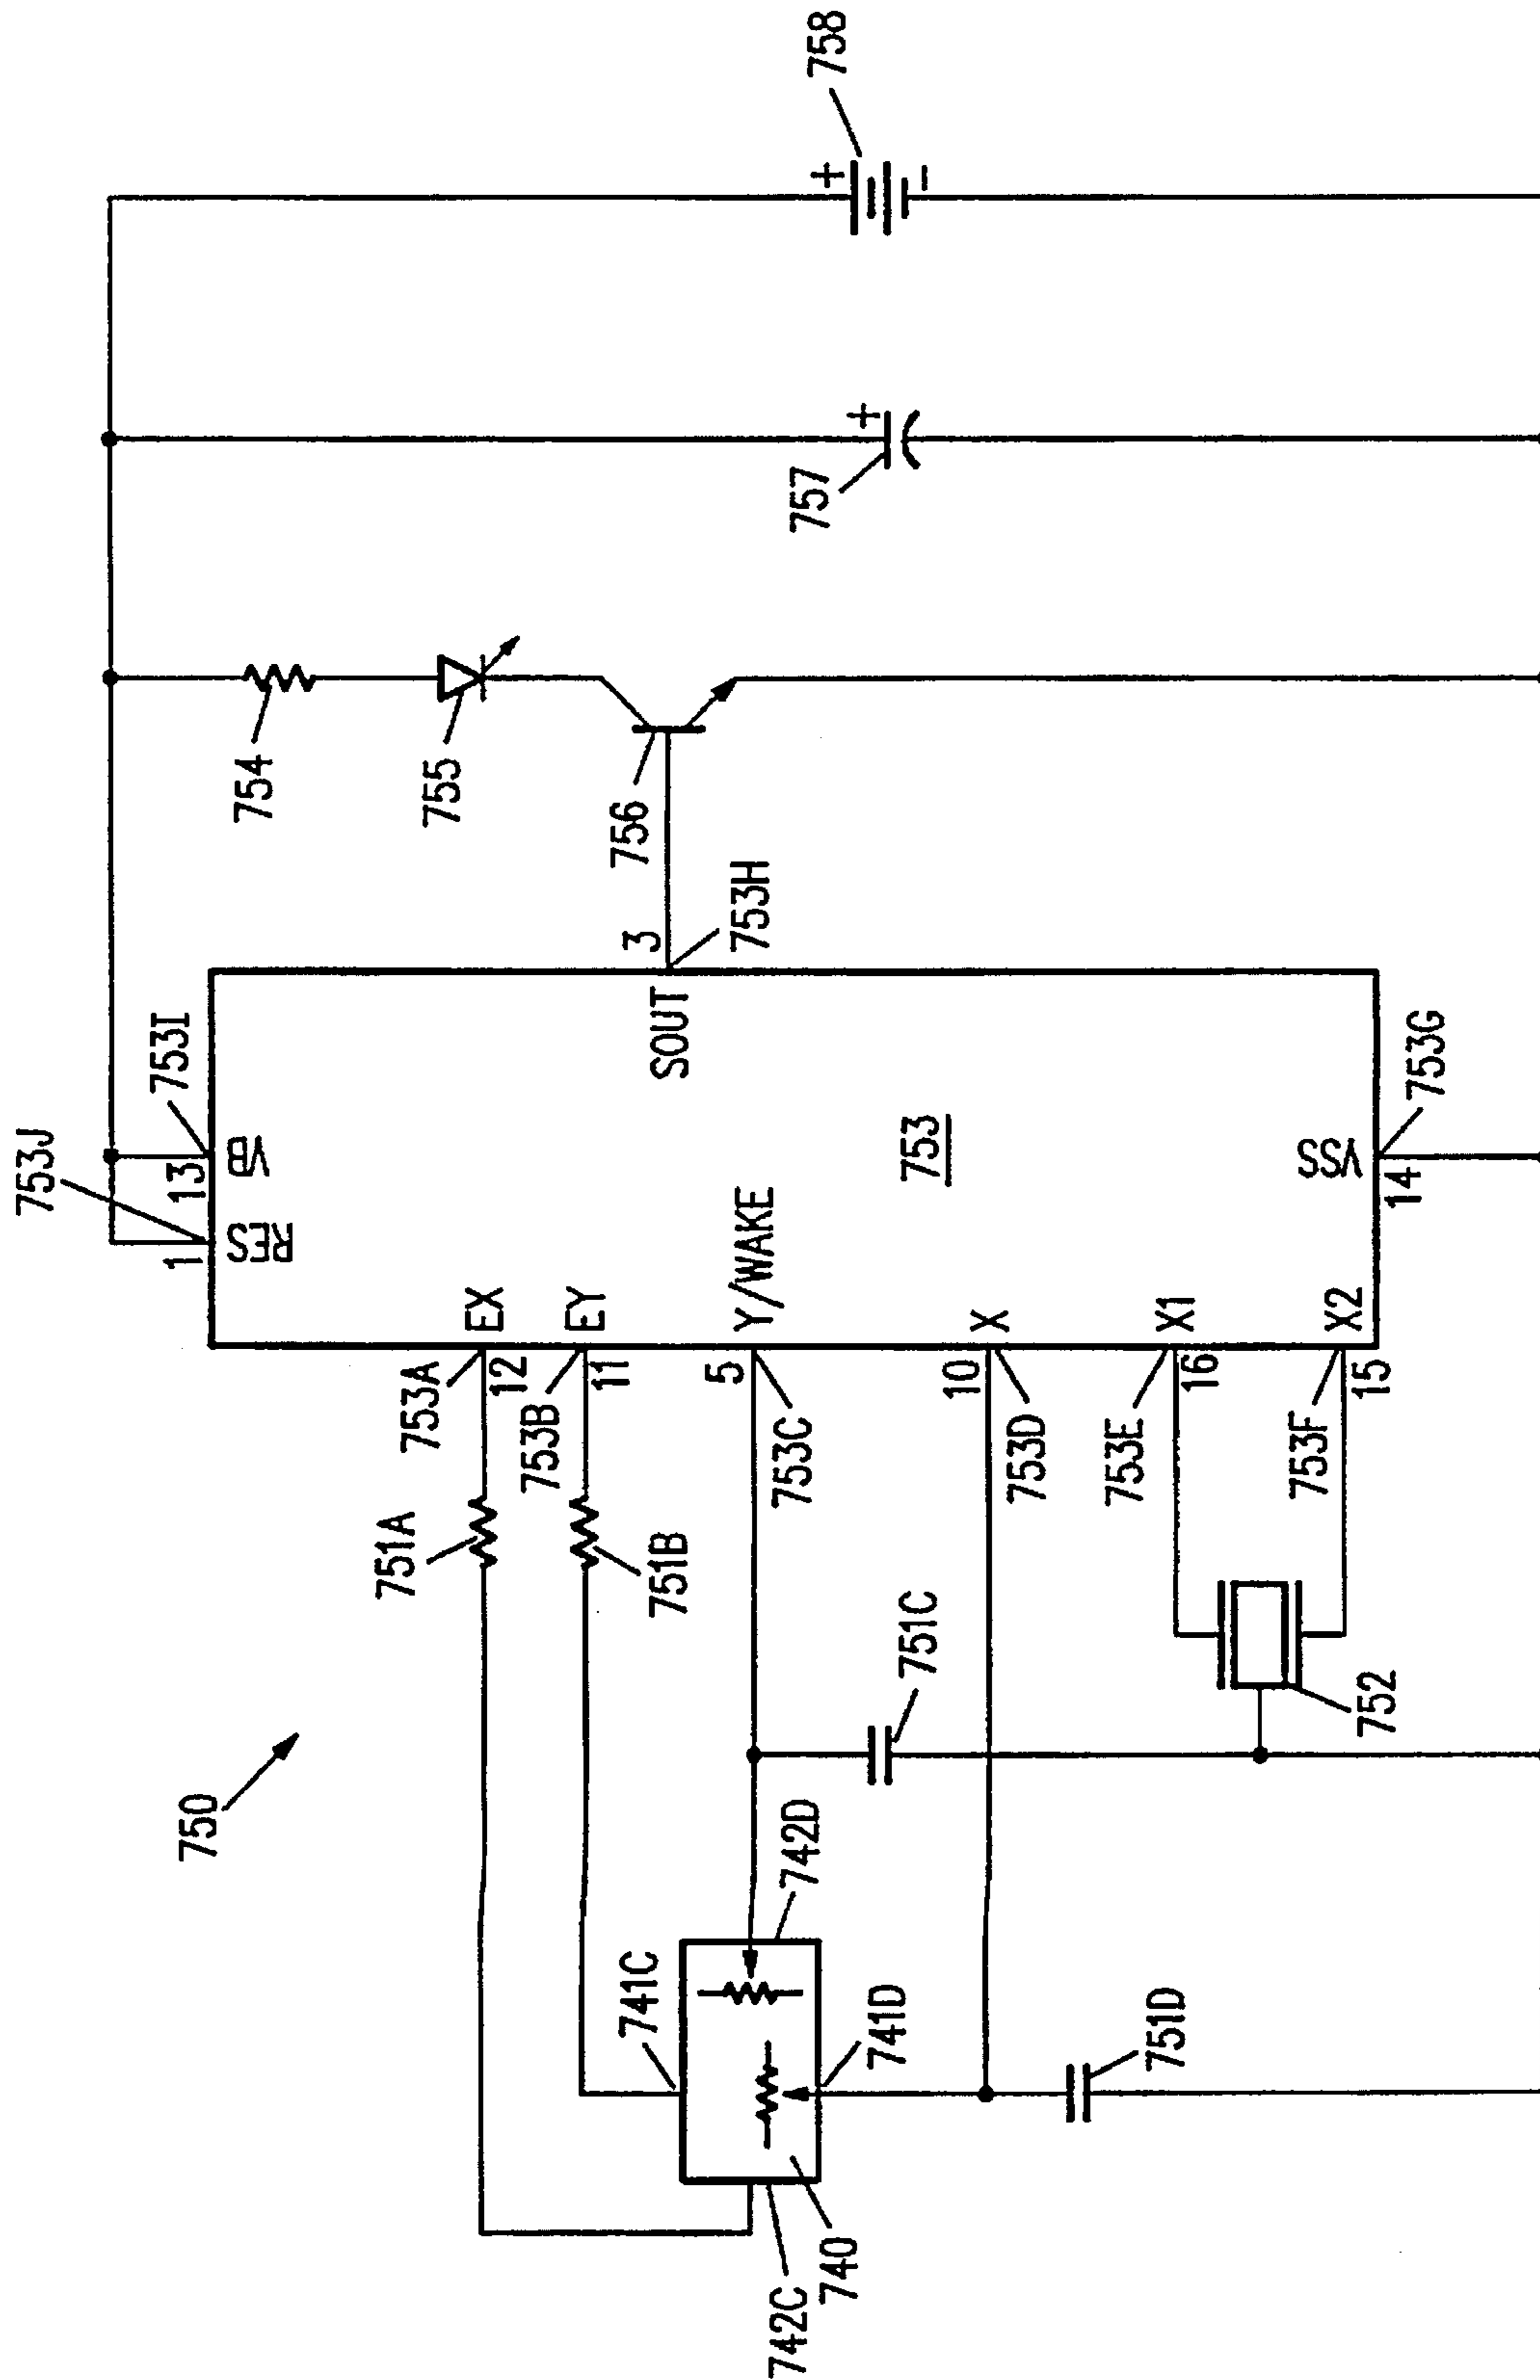 758
757
754
755
756
753J
753I
753H
3
SOUT
13
VB
1
RES
753
753G
VSS
14
EX
EY
Y/WAKE
X
X1
X2
753A
12
753B
11
5
753C
10
753D
753E
16
753F
15
751A
751B
751C
752
750
742D
741C
741D
751D
740
742C